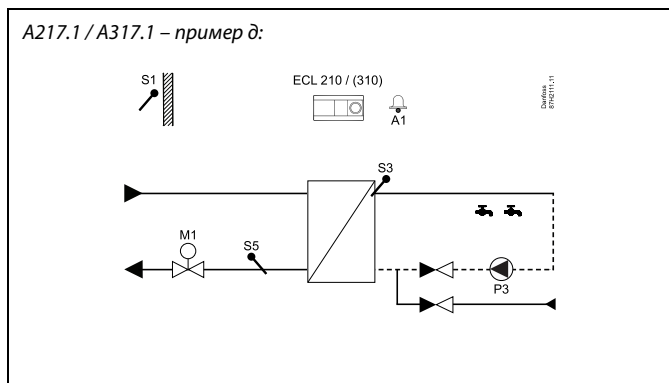 A217.1 / A317.1 – пример д:
S1
ECL 210 / (310)
A1
Danfoss
87H2111.11
S3
M1
S5
P3